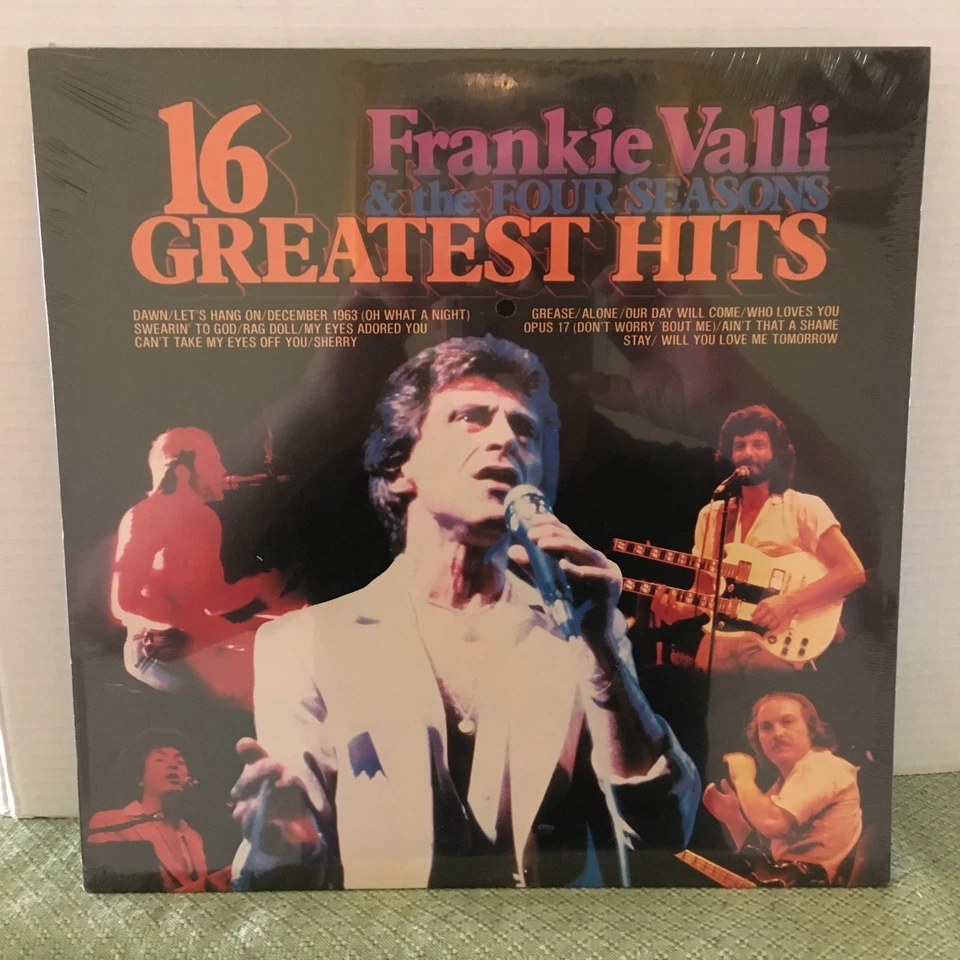 16 Frankie Valli
& the FOUR SEASONS
GREATEST HITS
DAWN/LET'S HANG ON/DECEMBER 1963 (OH WHAT A NIGHT)
SWEARIN' TO GOD/RAG DOLL/MY EYES ADORED YOU
CAN'T TAKE MY EYES OFF YOU/SHERRY
GREASE/ALONE/OUR DAY WILL COME/WHO LOVES YOU
OPUS 17 (DON'T WORRY 'BOUT ME)/AIN'T THAT A SHAME
STAY/ WILL YOU LOVE ME TOMORROW